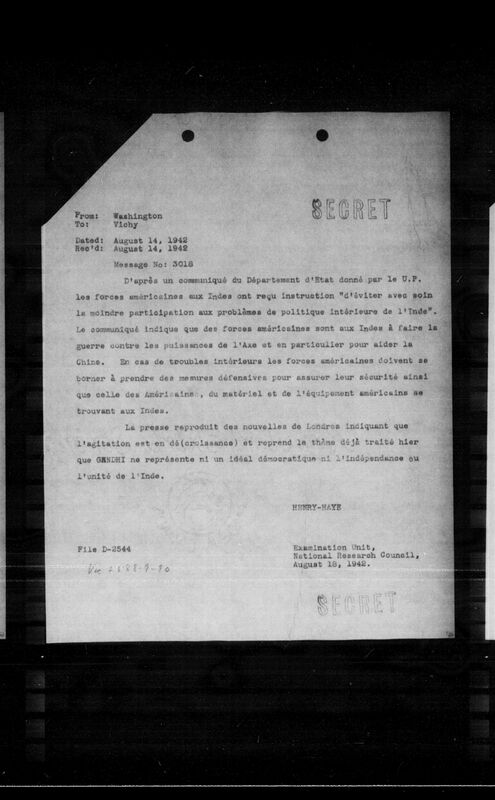 SECRET
From: Washington
To: Vichy
Dated: August 14, 1942
Rec'd: August 14, 1942
Message No: 3018
D'après un communiqué du Département d'Etat donné par le U.P.
les forces américaines aux Indes ont reçu instruction "d'éviter avec soin
la moindre participation aux problèmes de politique intérieure de l'Inde".
Le communiqué indique que des forces américaines sont aux Indes à faire la
guerre contre les puissances de l'Axe et en particulier pour aider la
Chine. En cas de troubles intérieurs les forces américaines doivent se
borner à prendre des mesures défensives pour assurer leur sécurité ainsi
que celle des Américains, du matériel et de l'équipement américains se
trouvant aux Indes.
La presse reproduit des nouvelles de Londres indiquant que
l'agitation est en dé(croissance) et reprend le thème déjà traité hier
que GANDHI ne représente ni un idéal démocratique ni l'indépendance ou
l'unité de l'Inde.
HENRY-HAYE
File D-2544
Examination Unit,
National Research Council,
August 18, 1942.
SECRET